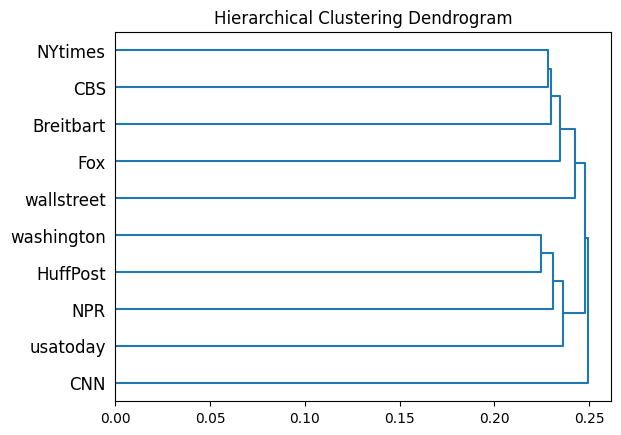 Hierarchical Clustering Dendrogram
NYtimes
CBS
Breitbart
Fox
wallstreet
washington
HuffPost
NPR
usatoday
CNN
0.00 0.05 0.10 0.15 0.20 0.25